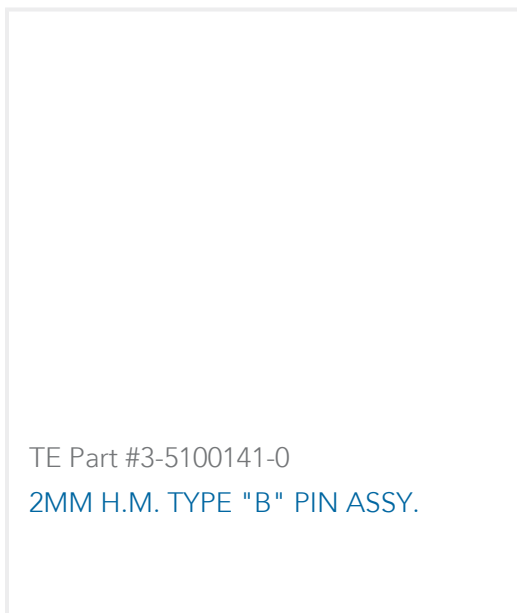 TE Part #3-5100141-0
2MM H.M. TYPE "B" PIN ASSY.